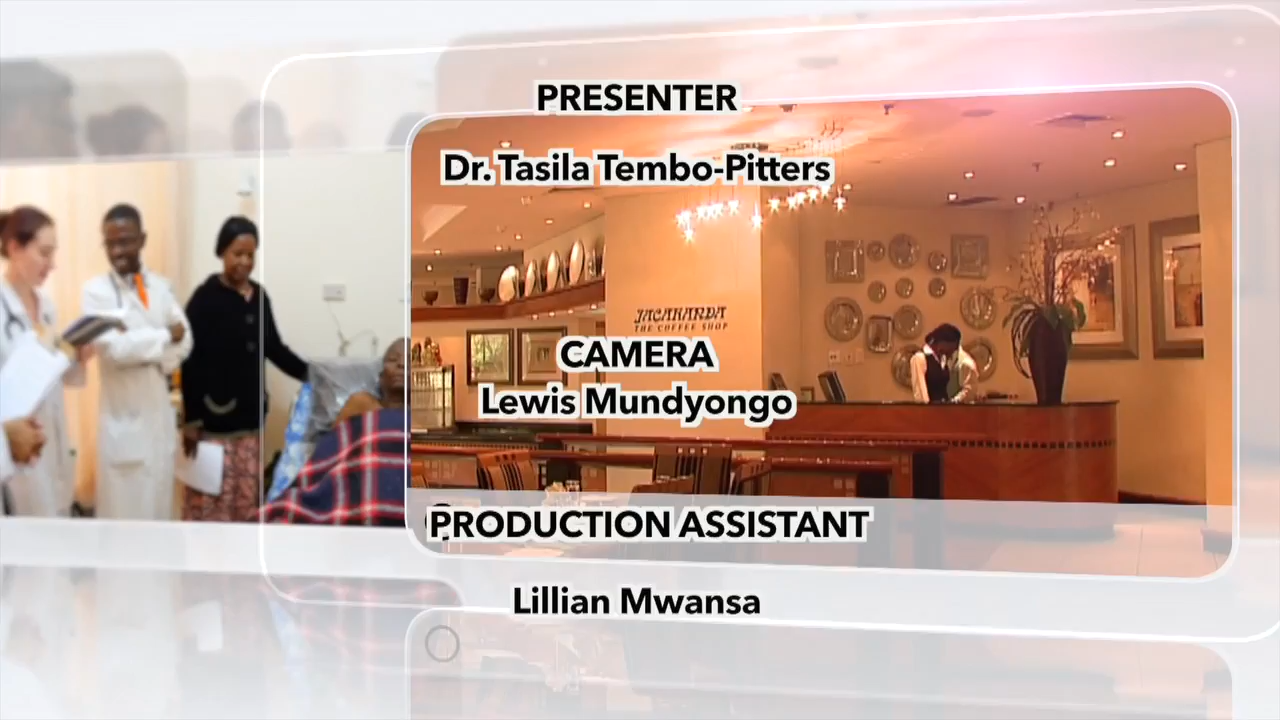 PRESENTER
Dr. Tasila Tembo-Pitters
JACARANDA
THE COFFEE SHOP
CAMERA
Lewis Mundyongo
PRODUCTION ASSISTANT
Lillian Mwansa